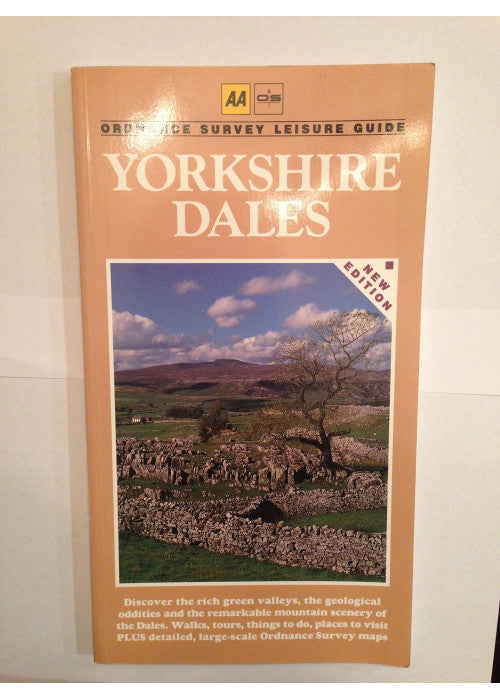 AA OS
ORDNANCE SURVEY LEISURE GUIDE
YORKSHIRE
DALES
NEW
EDITION
Discover the rich green valleys, the geological
oddities and the remarkable mountain scenery of
the Dales. Walks, tours, things to do, places to visit
PLUS detailed, large-scale Ordnance Survey maps